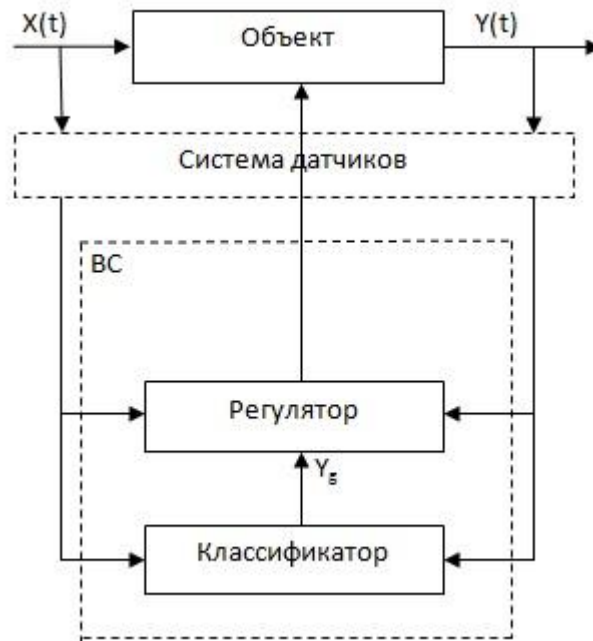 X(t)
Объект
Y(t)
Система датчиков
ВС
Регулятор
Классификатор